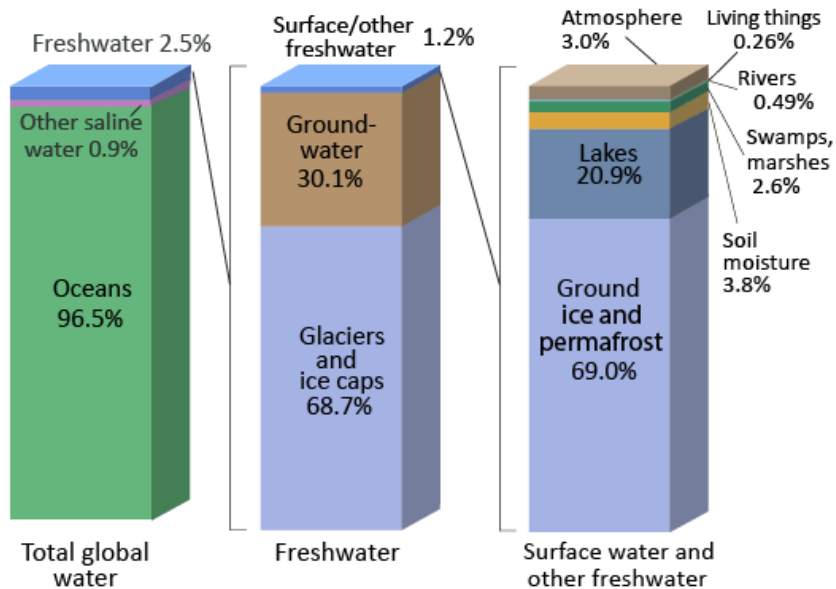 Freshwater 2.5%
Other saline
water 0.9%
Oceans
96.5%
Total global
water
Surface/other
freshwater
1.2%
Ground-
water
30.1%
Glaciers
and
ice caps
68.7%
Freshwater
Atmosphere
3.0%
Living things
0.26%
Rivers
0.49%
Swamps,
marshes
2.6%
Soil
moisture
3.8%
Lakes
20.9%
Ground
ice and
permafrost
69.0%
Surface water and
other freshwater